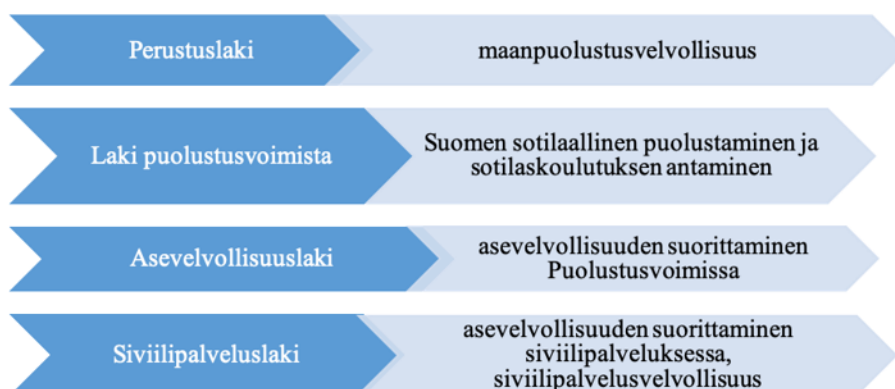 Perustuslaki
maanpuolustusvelvollisuus
Laki puolustusvoimista
Suomen sotilaallinen puolustaminen ja
sotilaskoulutuksen antaminen
Asevelvollisuuslaki
asevelvollisuuden suorittaminen
Puolustusvoimissa
Siviilipalveluslaki
asevelvollisuuden suorittaminen
siviilipalveluksessa,
siviilipalvelusvelvollisuus